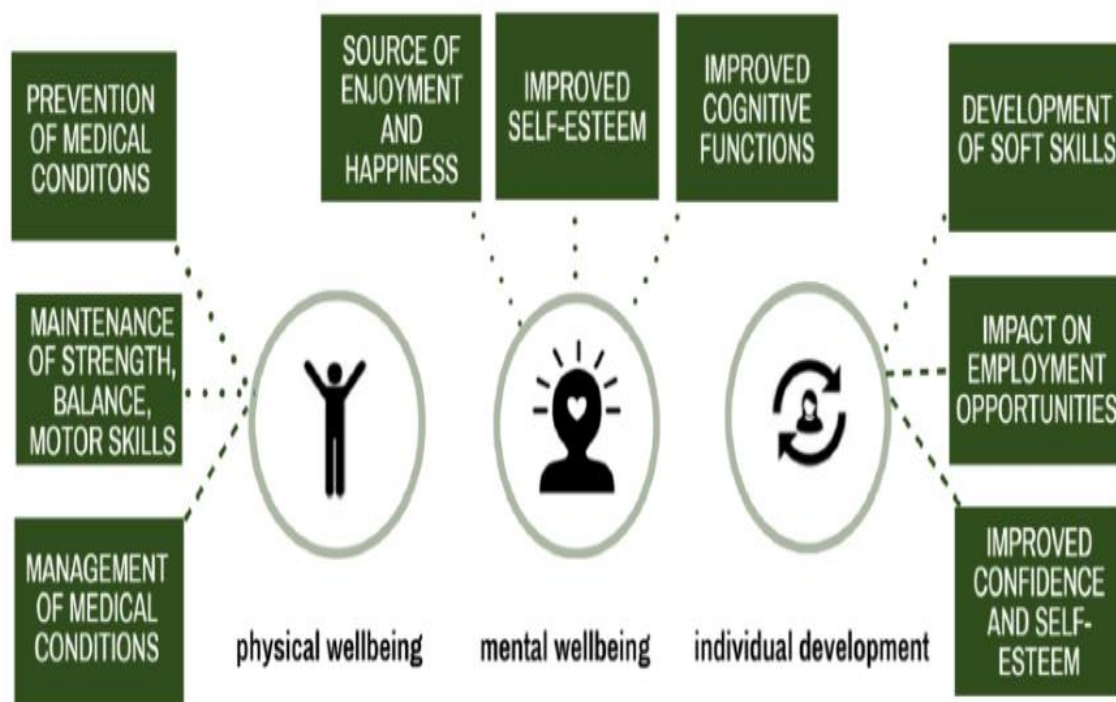 PREVENTION
OF MEDICAL
CONDITONS
MAINTENANCE
OF STRENGTH,
BALANCE,
MOTOR SKILLS
MANAGEMENT
OF MEDICAL
CONDITIONS
physical wellbeing
SOURCE OF
ENJOYMENT
AND
HAPPINESS
IMPROVED
SELF-ESTEEM
IMPROVED
COGNITIVE
FUNCTIONS
mental wellbeing
DEVELOPMENT
OF SOFT SKILLS
IMPACT ON
EMPLOYMENT
OPPORTUNITIES
IMPROVED
CONFIDENCE
AND SELF-
ESTEEM
individual development